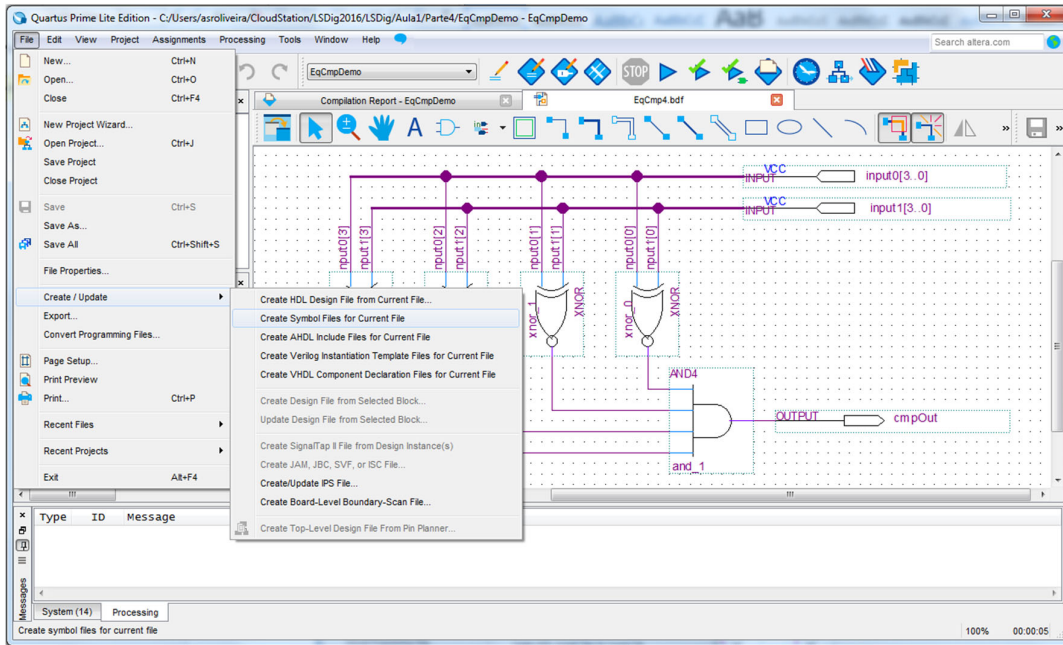 Quartus Prime Lite Edition - C:/Users/asroliveira/CloudStation/LSDig2016/LSDig/Aula1/Parte4/EqCmpDemo - EqCmpDemo
File Edit View Project Assignments Processing Tools Window Help
Search altera.com
New... Ctrl+N
Open... Ctrl+O
Close Ctrl+F4
New Project Wizard...
Open Project... Ctrl+J
Save Project
Close Project
Save Ctrl+S
Save As...
Save All Ctrl+Shift+S
File Properties...
Create / Update
Export...
Convert Programming Files...
Page Setup...
Print Preview
Print... Ctrl+P
Recent Files
Recent Projects
Exit Alt+F4
Create HDL Design File from Current File...
Create Symbol Files for Current File
Create AHDL Include Files for Current File
Create Verilog Instantiation Template Files for Current File
Create VHDL Component Declaration Files for Current File
Create Design File from Selected Block...
Update Design File from Selected Block...
Create SignalTap II File from Design Instance(s)
Create JAM, JBC, SVF, or ISC File...
Create/Update IPS File...
Create Board-Level Boundary-Scan File...
Create Top-Level Design File From Pin Planner...
EqCmpDemo
STOP
Compilation Report - EqCmpDemo
EqCmp4.bdf
VCC
INPUT input0[3..0]
VCC
INPUT input1[3..0]
nput0[3]
nput1[3]
nput0[2]
nput1[2]
nput0[1]
nput1[1]
nput0[0]
nput1[0]
xnor_1
XNOR
xnor_0
XNOR
AND4
and_1
OUTPUT cmpOut
Type ID Message
Messages
System (14) Processing
Create symbol files for current file
100% 00:00:05